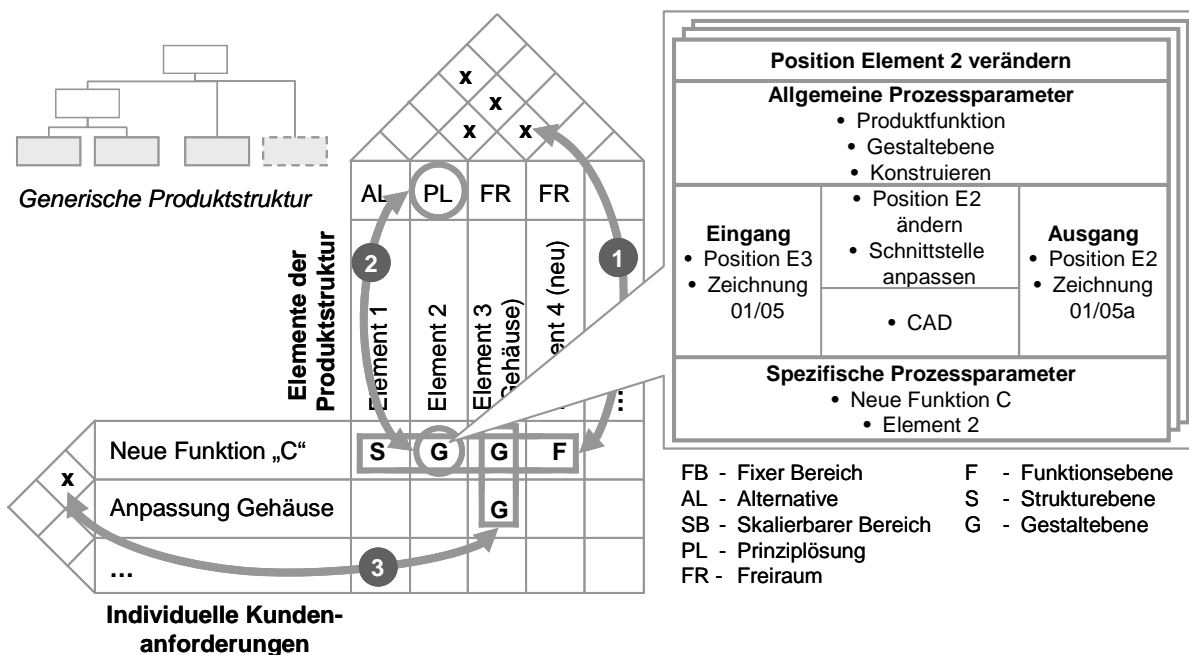 Generische Produktstruktur
x
x
x
x
x
AL
PL
FR
FR
Elemente der
Produktstruktur
Element 1
Element 2
Element 3
Gehäuse)
ent 4 (neu)
...
1
2
3
Neue Funktion „C“
S
G
G
F
x
Anpassung Gehäuse
G
...
Individuelle Kunden-
anforderungen
Position Element 2 verändern
Allgemeine Prozessparameter
• Produktfunktion
• Gestaltebene
• Konstruieren
Eingang
• Position E3
• Zeichnung
01/05
• Position E2
ändern
• Schnittstelle
anpassen
• CAD
Ausgang
• Position E2
• Zeichnung
01/05a
Spezifische Prozessparameter
• Neue Funktion C
• Element 2
FB - Fixer Bereich
AL - Alternative
SB - Skalierbarer Bereich
PL - Prinziplösung
FR - Freiraum
F - Funktionsebene
S - Strukturebene
G - Gestaltebene